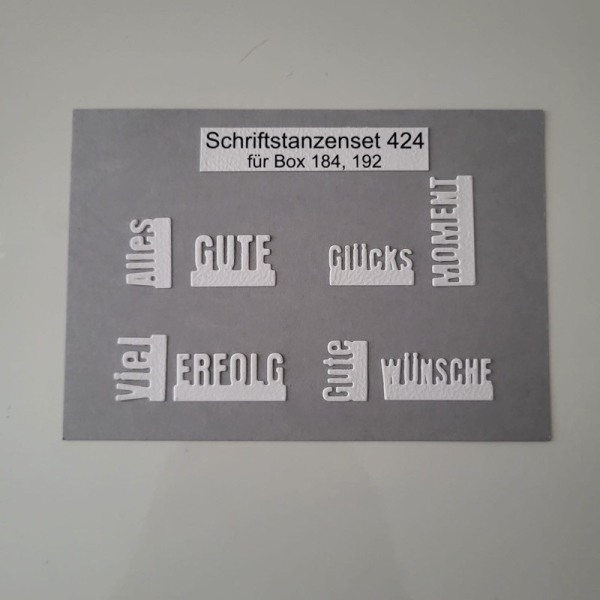 Schriftstanzenset 424
für Box 184, 192
Alles
GUTE
Glücks
MOMENT
Viel
ERFOLG
Gute
WÜNSCHE